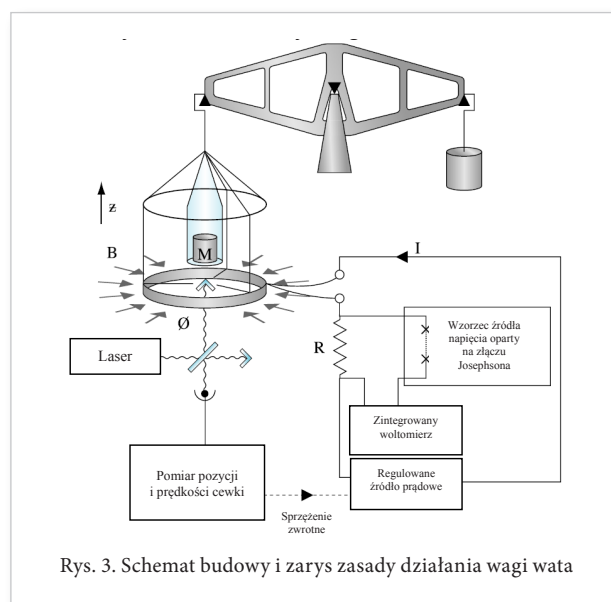 z
B
M
I
Ø
R
Laser
Wzorzec źródła
napięcia oparty
na złączu
Josephsona
Zintegrowany
woltomierz
Pomiar pozycji
i prędkości cewki
Regulowane
źródło prądowe
Sprzężenie
zwrotne
Rys. 3. Schemat budowy i zarys zasady działania wagi wata